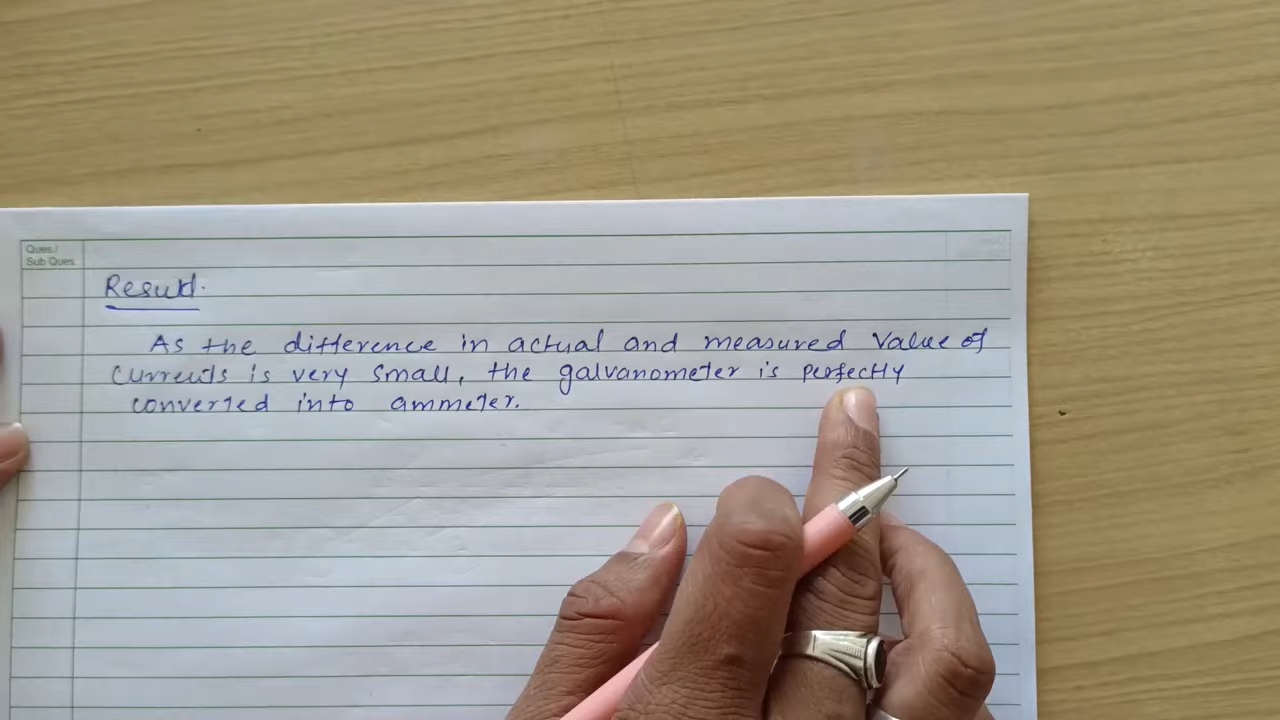 Ques./
Sub Ques.
Result.
As the difference in actual and measured value of
currents is very small, the galvanometer is perfectly
converted into ammeter.